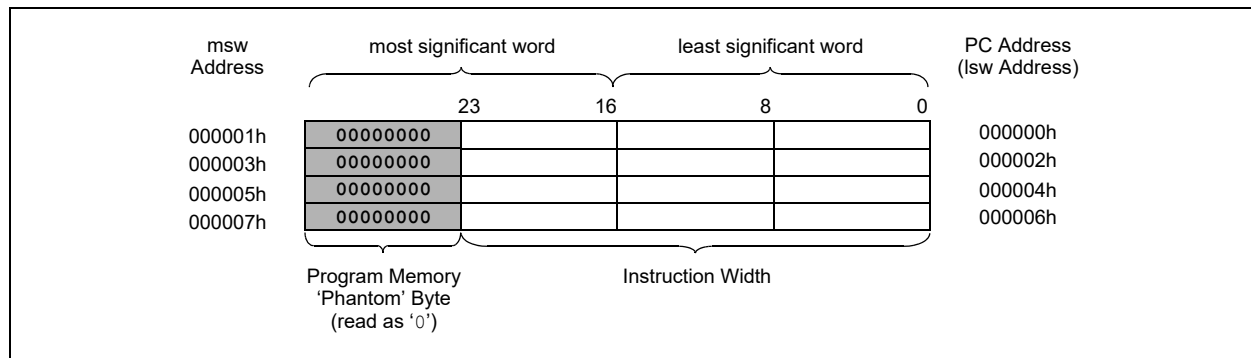 msw
Address
most significant word
least significant word
PC Address
(lsw Address)
23 16 8 0
000001h 00000000 000000h
000003h 00000000 000002h
000005h 00000000 000004h
000007h 00000000 000006h
Program Memory
‘Phantom’ Byte
(read as ‘0’)
Instruction Width